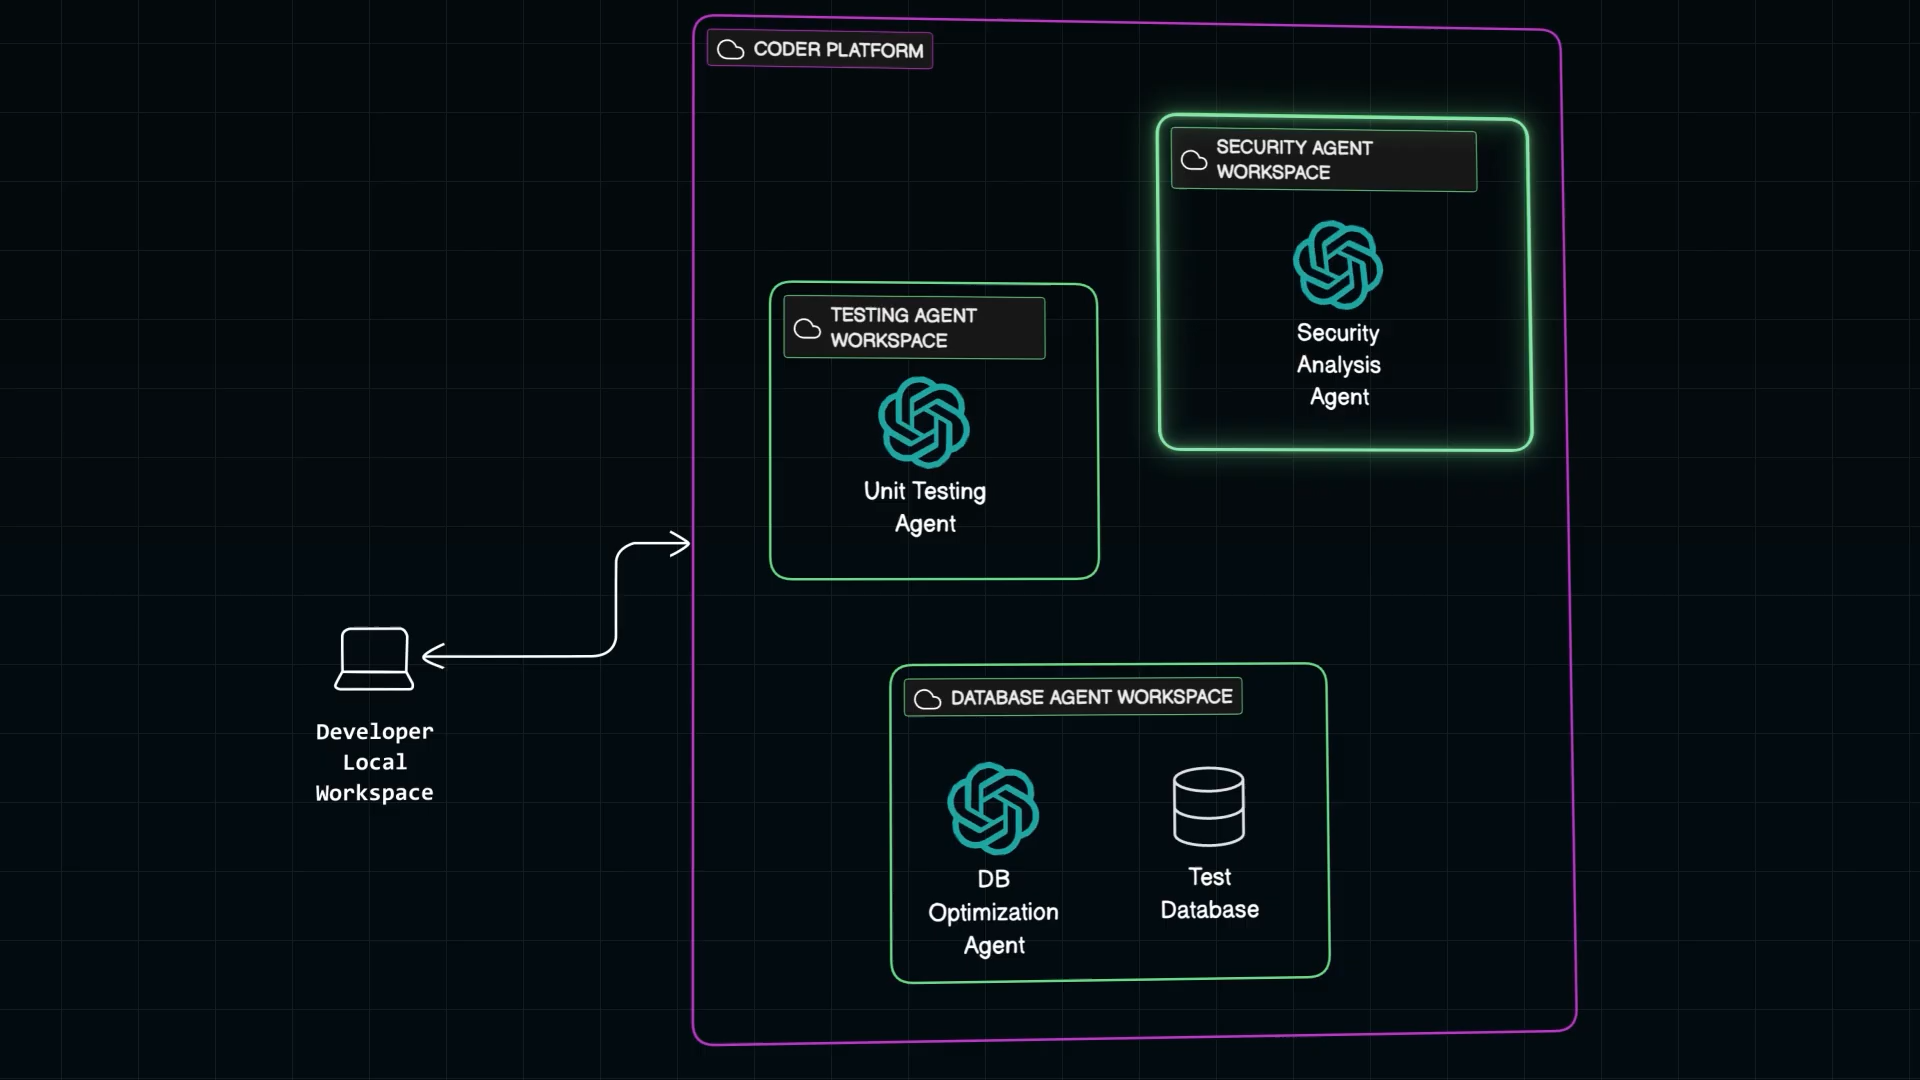 CODER PLATFORM
SECURITY AGENT
WORKSPACE
Security
Analysis
Agent
TESTING AGENT
WORKSPACE
Unit Testing
Agent
Developer
Local
Workspace
DATABASE AGENT WORKSPACE
DB
Optimization
Agent
Test
Database